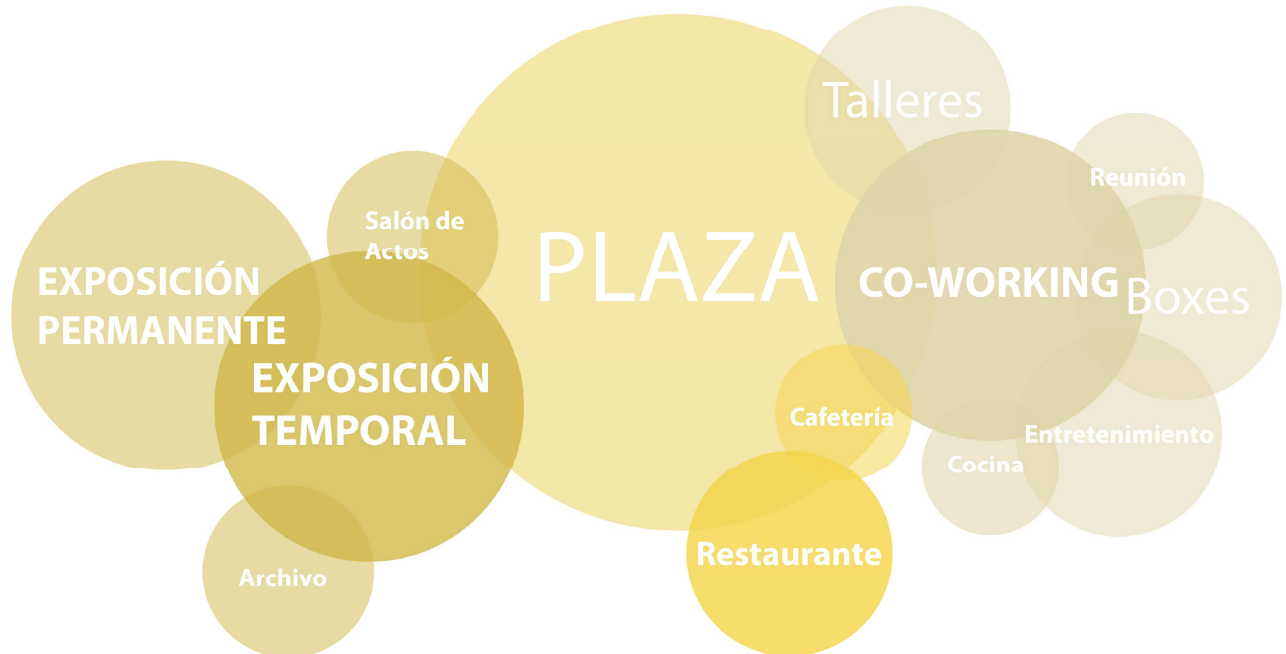 Talleres
Reunión
Salón de
Actos
PLAZA
EXPOSICIÓN
PERMANENTE
CO-WORKING
Boxes
EXPOSICIÓN
TEMPORAL
Cafetería
Entretenimiento
Cocina
Restaurante
Archivo